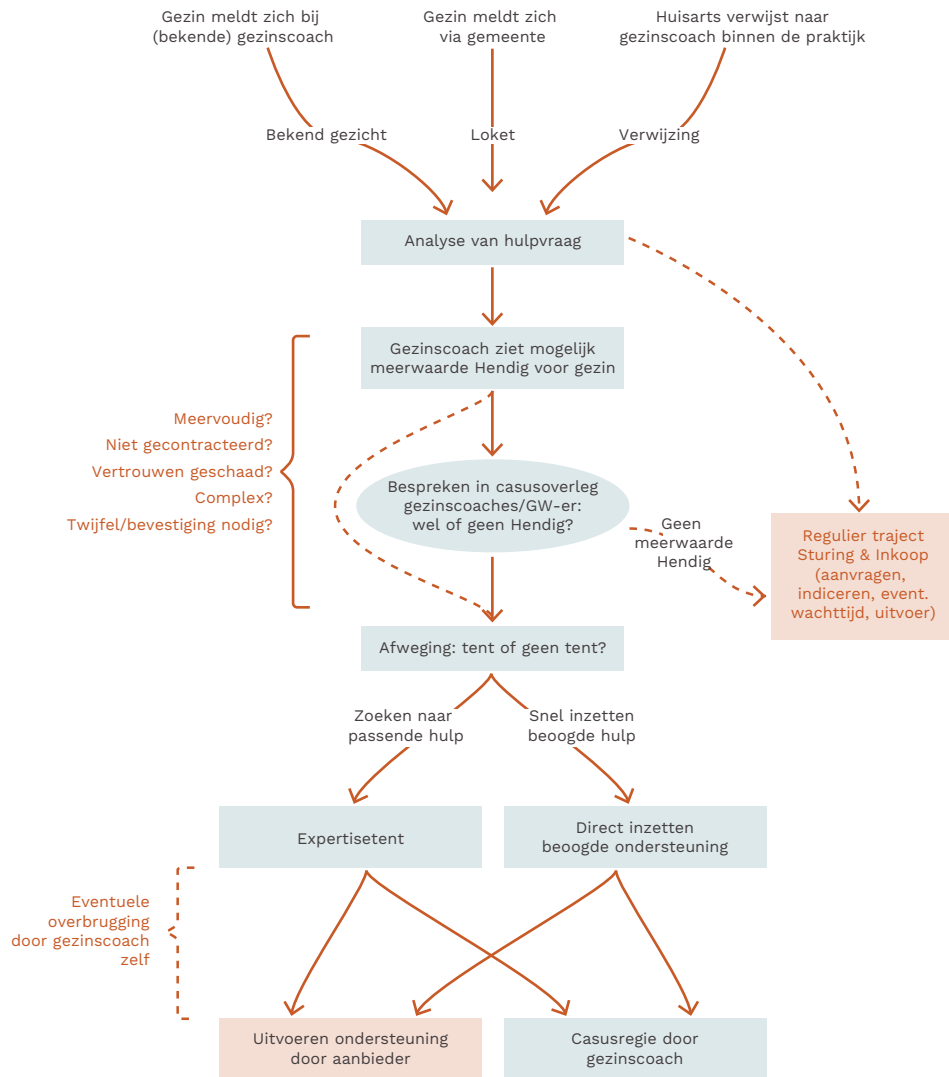 Gezin meldt zich bij
(bekende) gezinscoach
Gezin meldt zich
via gemeente
Huisarts verwijst naar
gezinscoach binnen de praktijk
Bekend gezicht
Loket
Verwijzing
Analyse van hulpvraag
Gezinscoach ziet mogelijk
meerwaarde Hendig voor gezin
Meervoudig?
Niet gecontracteerd?
Vertrouwen geschaad?
Complex?
Twijfel/bevestiging nodig?
Bespreken in casusoverleg
gezinscoaches/GW-er:
wel of geen Hendig?
Geen
meerwaarde
Hendig
Regulier traject
Sturing & Inkoop
(aanvragen,
indiceren, event.
wachttijd, uitvoer)
Afweging: tent of geen tent?
Zoeken naar
passende hulp
Snel inzetten
beoogde hulp
Expertisetent
Direct inzetten
beoogde ondersteuning
Eventuele
overbrugging
door gezinscoach
zelf
Uitvoeren ondersteuning
door aanbieder
Casusregie door
gezinscoach